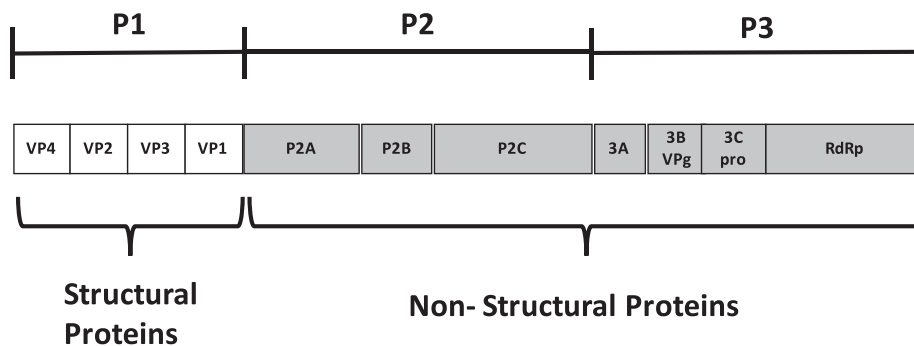 P1 P2 P3
VP4 VP2 VP3 VP1 P2A P2B P2C 3A 3B VPg 3C pro RdRp
Structural Proteins
Non- Structural Proteins